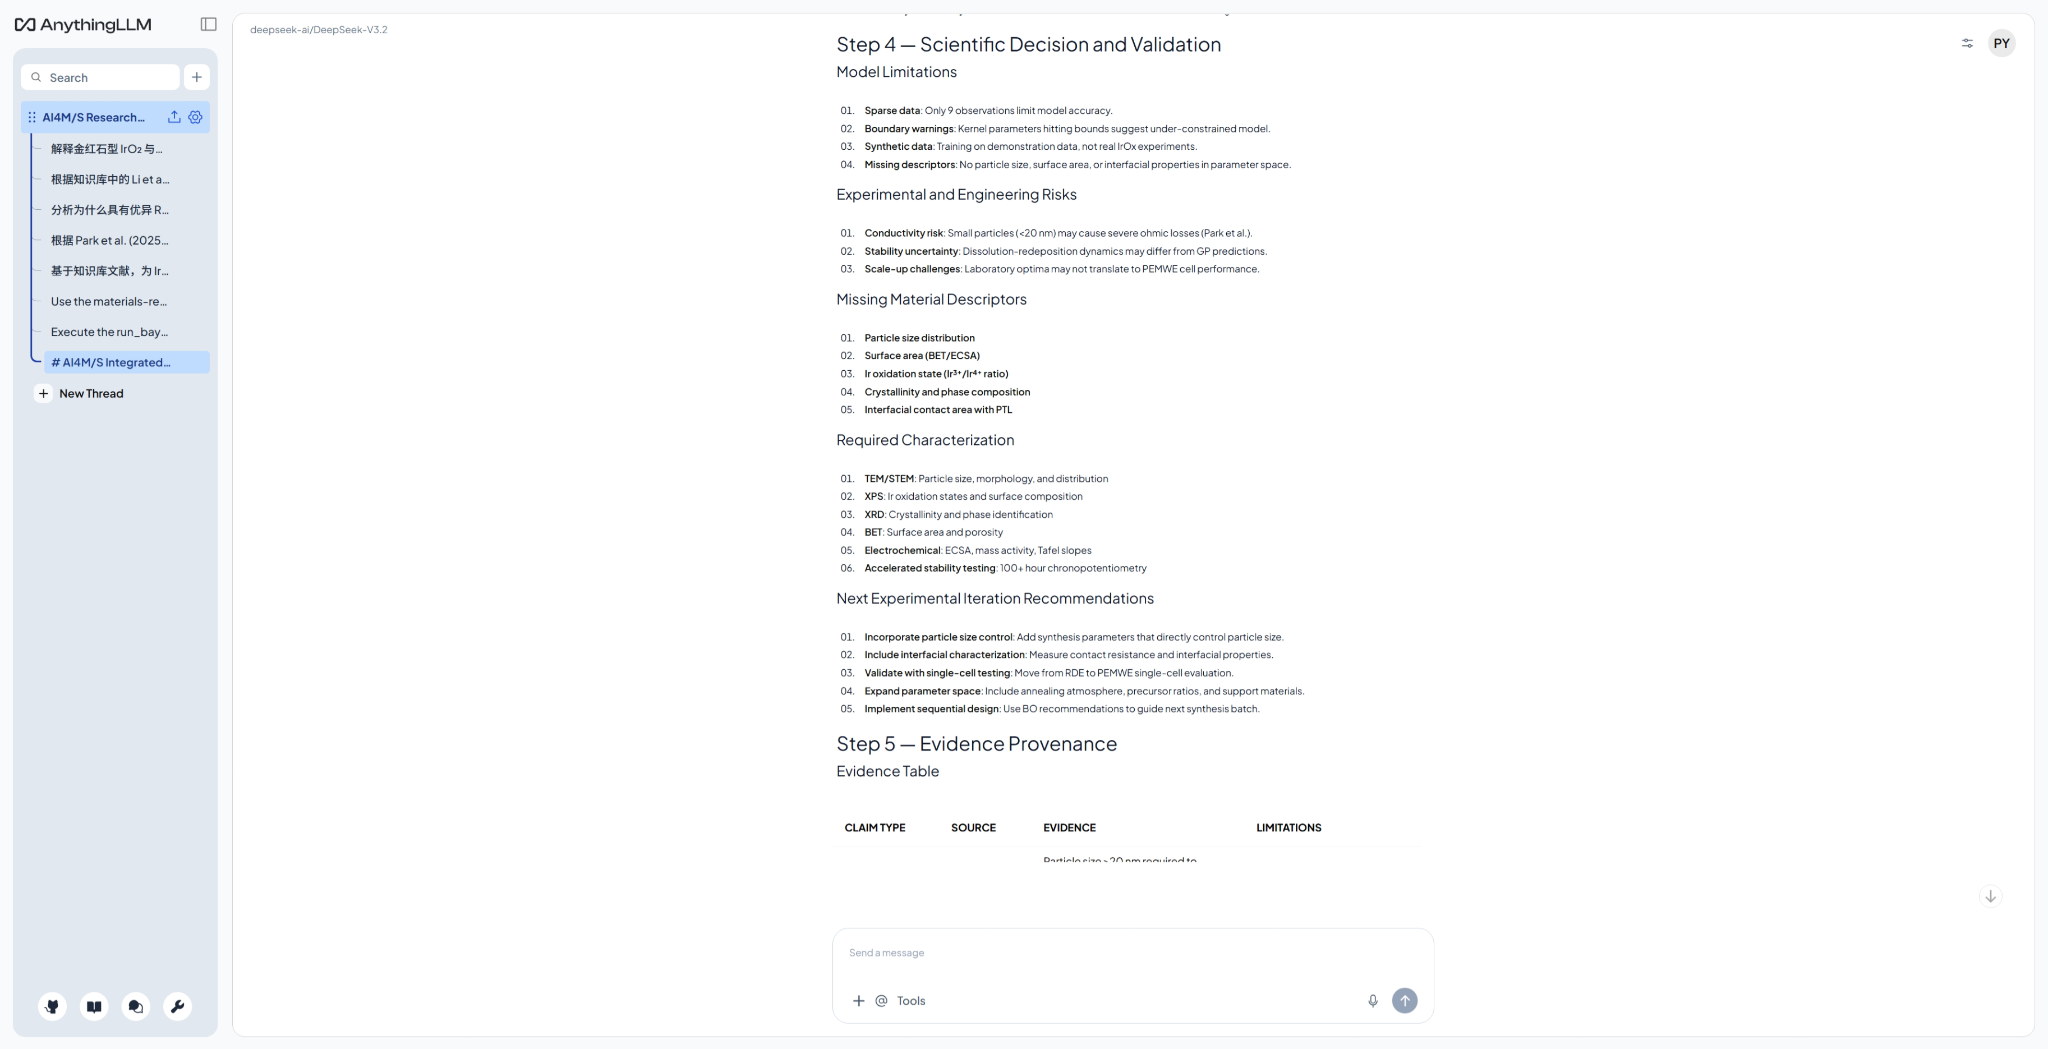 AnythingLLM
Search
AI4M/S Research...
解释金红石型 IrO₂ 与...
根据知识库中的 Li et a...
分析为什么具有优异 R...
根据 Park et al. (2025...
基于知识库文献，为 Ir...
Use the materials-re...
Execute the run_bay...
# AI4M/S Integrated...
New Thread
deepseek-ai/DeepSeek-V3.2
PY
Step 4 — Scientific Decision and Validation
Model Limitations
01. Sparse data: Only 9 observations limit model accuracy.
02. Boundary warnings: Kernel parameters hitting bounds suggest under-constrained model.
03. Synthetic data: Training on demonstration data, not real IrOx experiments.
04. Missing descriptors: No particle size, surface area, or interfacial properties in parameter space.
Experimental and Engineering Risks
01. Conductivity risk: Small particles (<20 nm) may cause severe ohmic losses (Park et al.).
02. Stability uncertainty: Dissolution-redeposition dynamics may differ from GP predictions.
03. Scale-up challenges: Laboratory optima may not translate to PEMWE cell performance.
Missing Material Descriptors
01. Particle size distribution
02. Surface area (BET/ECSA)
03. Ir oxidation state (Ir³⁺/Ir⁴⁺ ratio)
04. Crystallinity and phase composition
05. Interfacial contact area with PTL
Required Characterization
01. TEM/STEM: Particle size, morphology, and distribution
02. XPS: Ir oxidation states and surface composition
03. XRD: Crystallinity and phase identification
04. BET: Surface area and porosity
05. Electrochemical: ECSA, mass activity, Tafel slopes
06. Accelerated stability testing: 100+ hour chronopotentiometry
Next Experimental Iteration Recommendations
01. Incorporate particle size control: Add synthesis parameters that directly control particle size.
02. Include interfacial characterization: Measure contact resistance and interfacial properties.
03. Validate with single-cell testing: Move from RDE to PEMWE single-cell evaluation.
04. Expand parameter space: Include annealing atmosphere, precursor ratios, and support materials.
05. Implement sequential design: Use BO recommendations to guide next synthesis batch.
Step 5 — Evidence Provenance
Evidence Table
CLAIM TYPE SOURCE EVIDENCE LIMITATIONS
Particle size >20 nm required to
Send a message
Tools